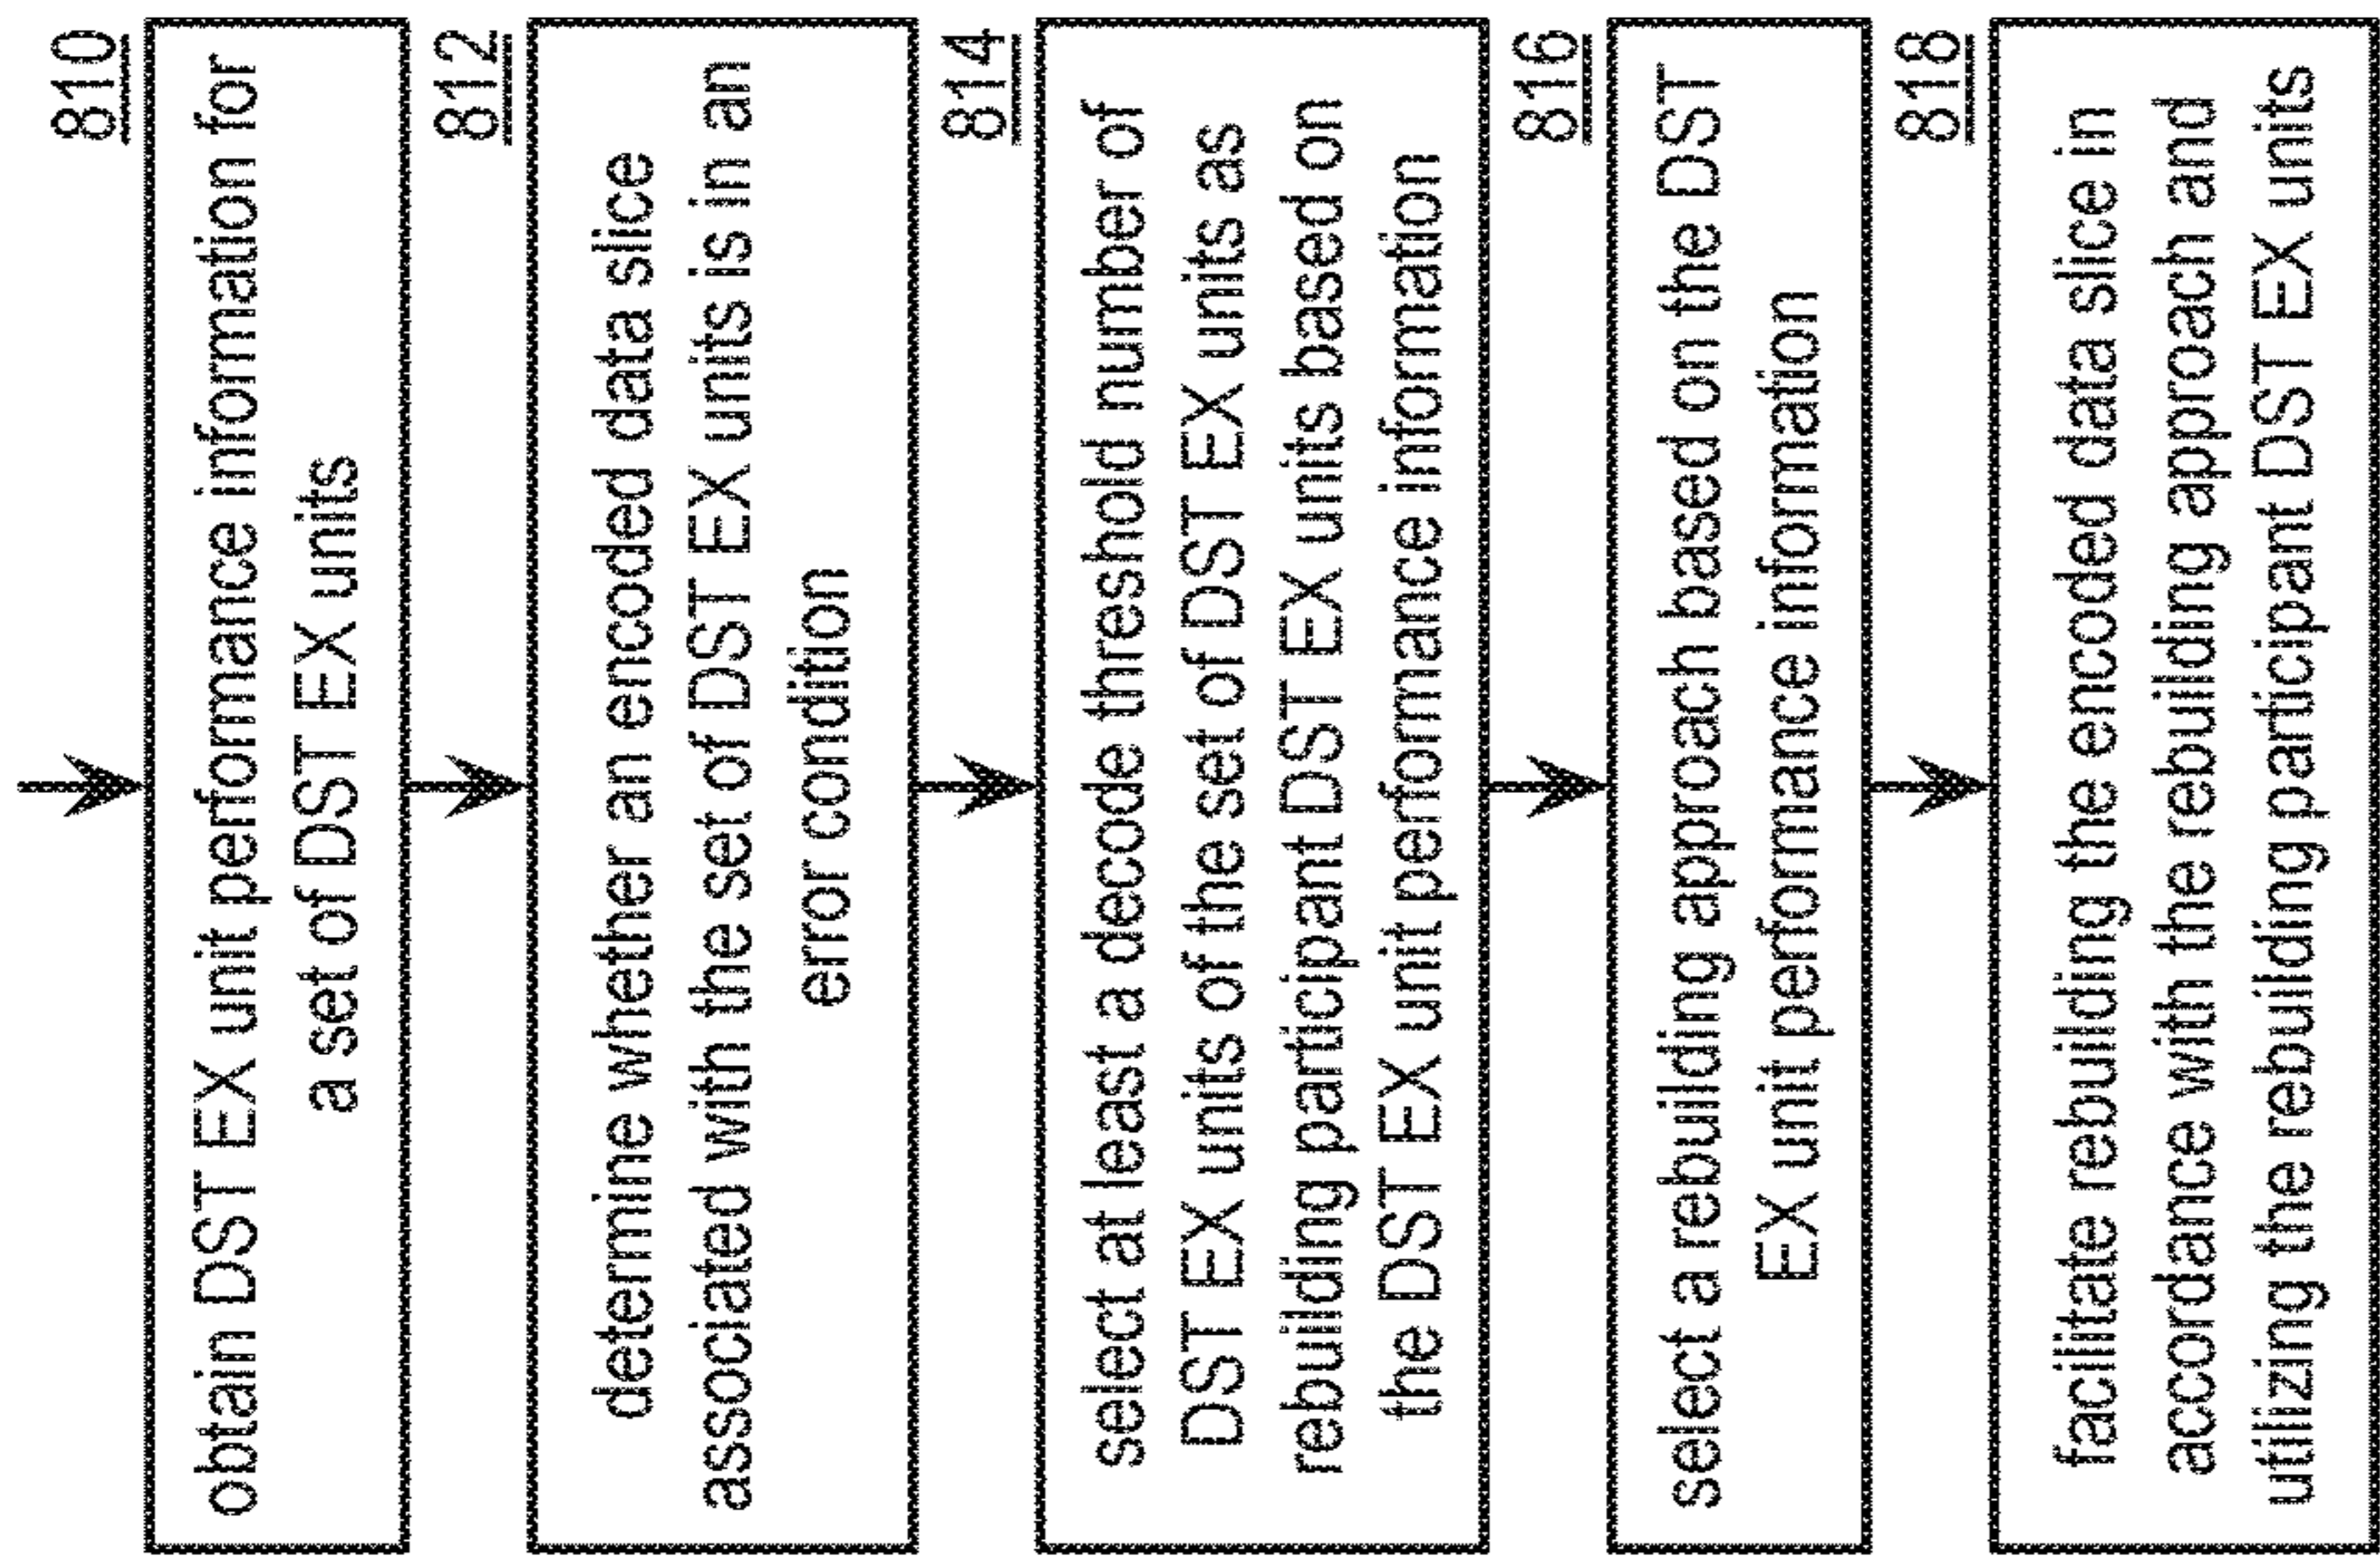 810
obtain DST EX unit performance information for
a set of DST EX units
812
determine whether an encoded data slice
associated with the set of DST EX units is in an
error condition
814
select at least a decode threshold number of
DST EX units of the set of DST EX units as
rebuilding participant DST EX units based on
the DST EX unit performance information
816
select a rebuilding approach based on the DST
EX unit performance information
818
facilitate rebuilding the encoded data slice in
accordance with the rebuilding approach and
utilizing the rebuilding participant DST EX units